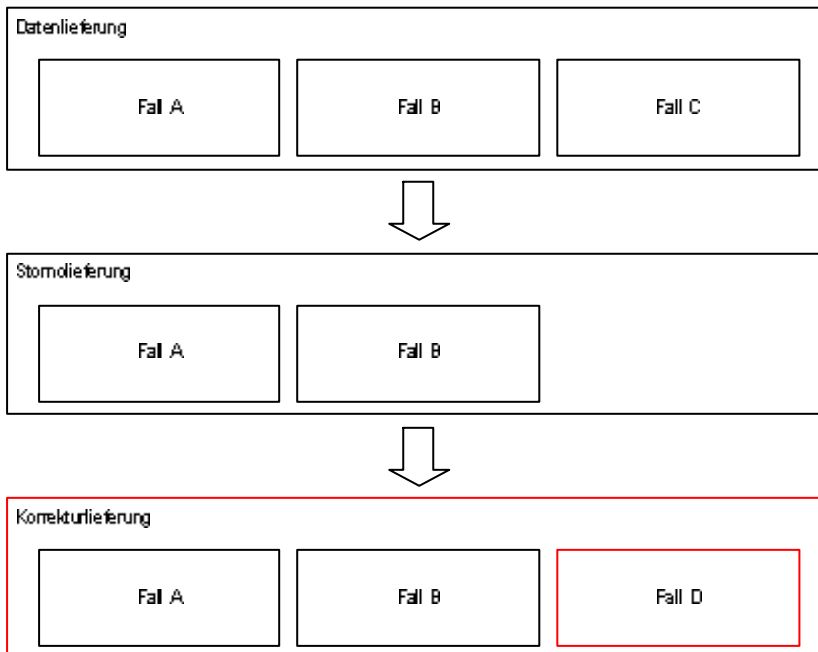 Datenlieferung
Fall A
Fall B
Fall C
Stornolieferung
Fall A
Fall B
Korrekturlieferung
Fall A
Fall B
Fall D